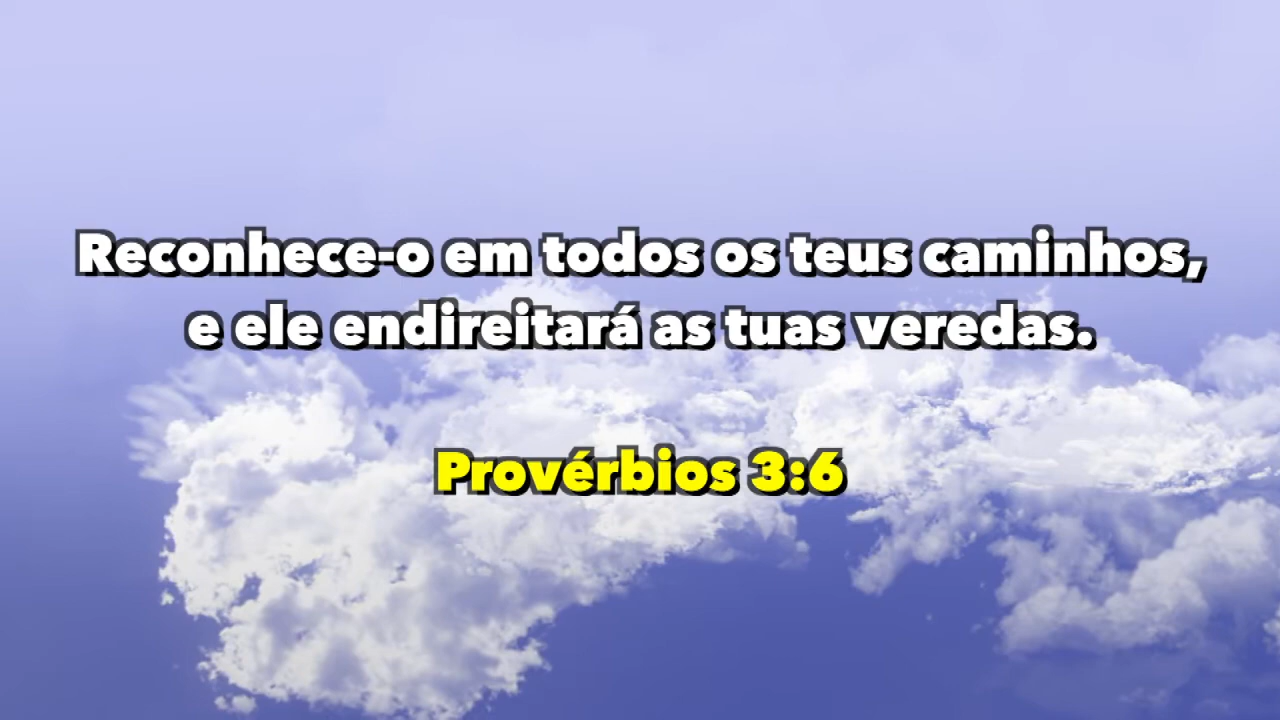 Reconhece-o em todos os teus caminhos,
e ele endireitará as tuas veredas.
Provérbios 3:6